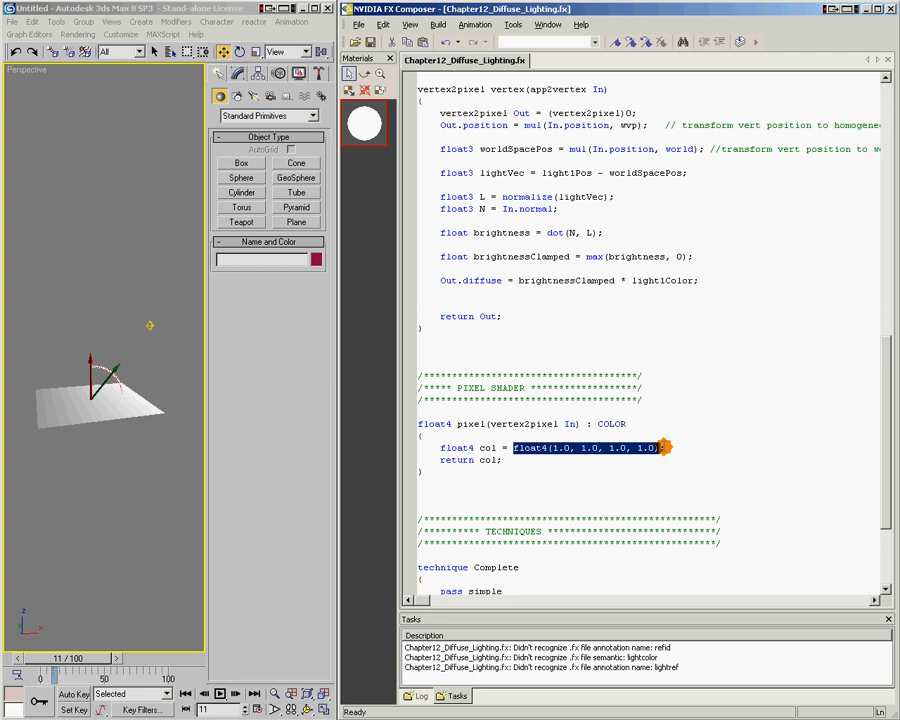 Untitled - Autodesk 3ds Max 8 SP3 - Stand-alone License
File Edit Tools Group Views Create Modifiers Character reactor Animation
Graph Editors Rendering Customize MAXScript Help
All
View
Perspective
Standard Primitives
- Object Type
AutoGrid
Box Cone
Sphere GeoSphere
Cylinder Tube
Torus Pyramid
Teapot Plane
- Name and Color
z
x
11 / 100
0 50 100
Auto Key Selected
Set Key Key Filters... 11
NVIDIA FX Composer - [Chapter12_Diffuse_Lighting.fx]
File Edit View Build Animation Tools Window Help
Materials
Chapter12_Diffuse_Lighting.fx
vertex2pixel vertex(app2vertex In)
{
vertex2pixel Out = (vertex2pixel)0;
Out.position = mul(In.position, wvp); // transform vert position to homogene
float3 worldSpacePos = mul(In.position, world); //transform vert position to w
float3 lightVec = light1Pos - worldSpacePos;
float3 L = normalize(lightVec);
float3 N = In.normal;
float brightness = dot(N, L);
float brightnessClamped = max(brightness, 0);
Out.diffuse = brightnessClamped * light1Color;
return Out;
}
/**************************************/
/***** PIXEL SHADER *******************/
/**************************************/
float4 pixel(vertex2pixel In) : COLOR
{
float4 col = float4(1.0, 1.0, 1.0, 1.0);
return col;
}
/****************************************************/
/********** TECHNIQUES ******************************/
/****************************************************/
technique Complete
{
pass simple
Tasks
Description
Chapter12_Diffuse_Lighting.fx: Didn't recognize .fx file annotation name: refid
Chapter12_Diffuse_Lighting.fx: Didn't recognize .fx file semantic: lightcolor
Chapter12_Diffuse_Lighting.fx: Didn't recognize .fx file annotation name: lightref
Log Tasks
Ready
Ln